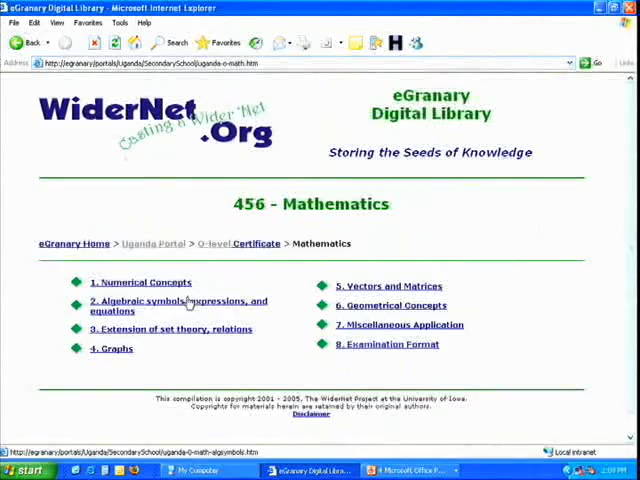 eGranary Digital Library - Microsoft Internet Explorer
File Edit View Favorites Tools Help
Back Search Favorites
Address http://egranary/portals/Uganda/SecondarySchool/uganda-o-math.htm Go Links
WiderNet
.Org
Casting a Wider Net
eGranary
Digital Library
Storing the Seeds of Knowledge
456 - Mathematics
eGranary Home > Uganda Portal > O-level Certificate > Mathematics
1. Numerical Concepts
2. Algebraic symbols, expressions, and
equations
3. Extension of set theory, relations
4. Graphs
5. Vectors and Matrices
6. Geometrical Concepts
7. Miscellaneous Application
8. Examination Format
This compilation is copyright 2001 - 2005, The WiderNet Project at the University of Iowa.
Copyrights for materials herein are retained by their original authors.
Disclaimer
http://egranary/Uganda/SecondarySchool/uganda-0-math-algsymbols.htm Local intranet
start My Computer eGranary Digital Libra... 4 Microsoft Office P... 2:09 PM